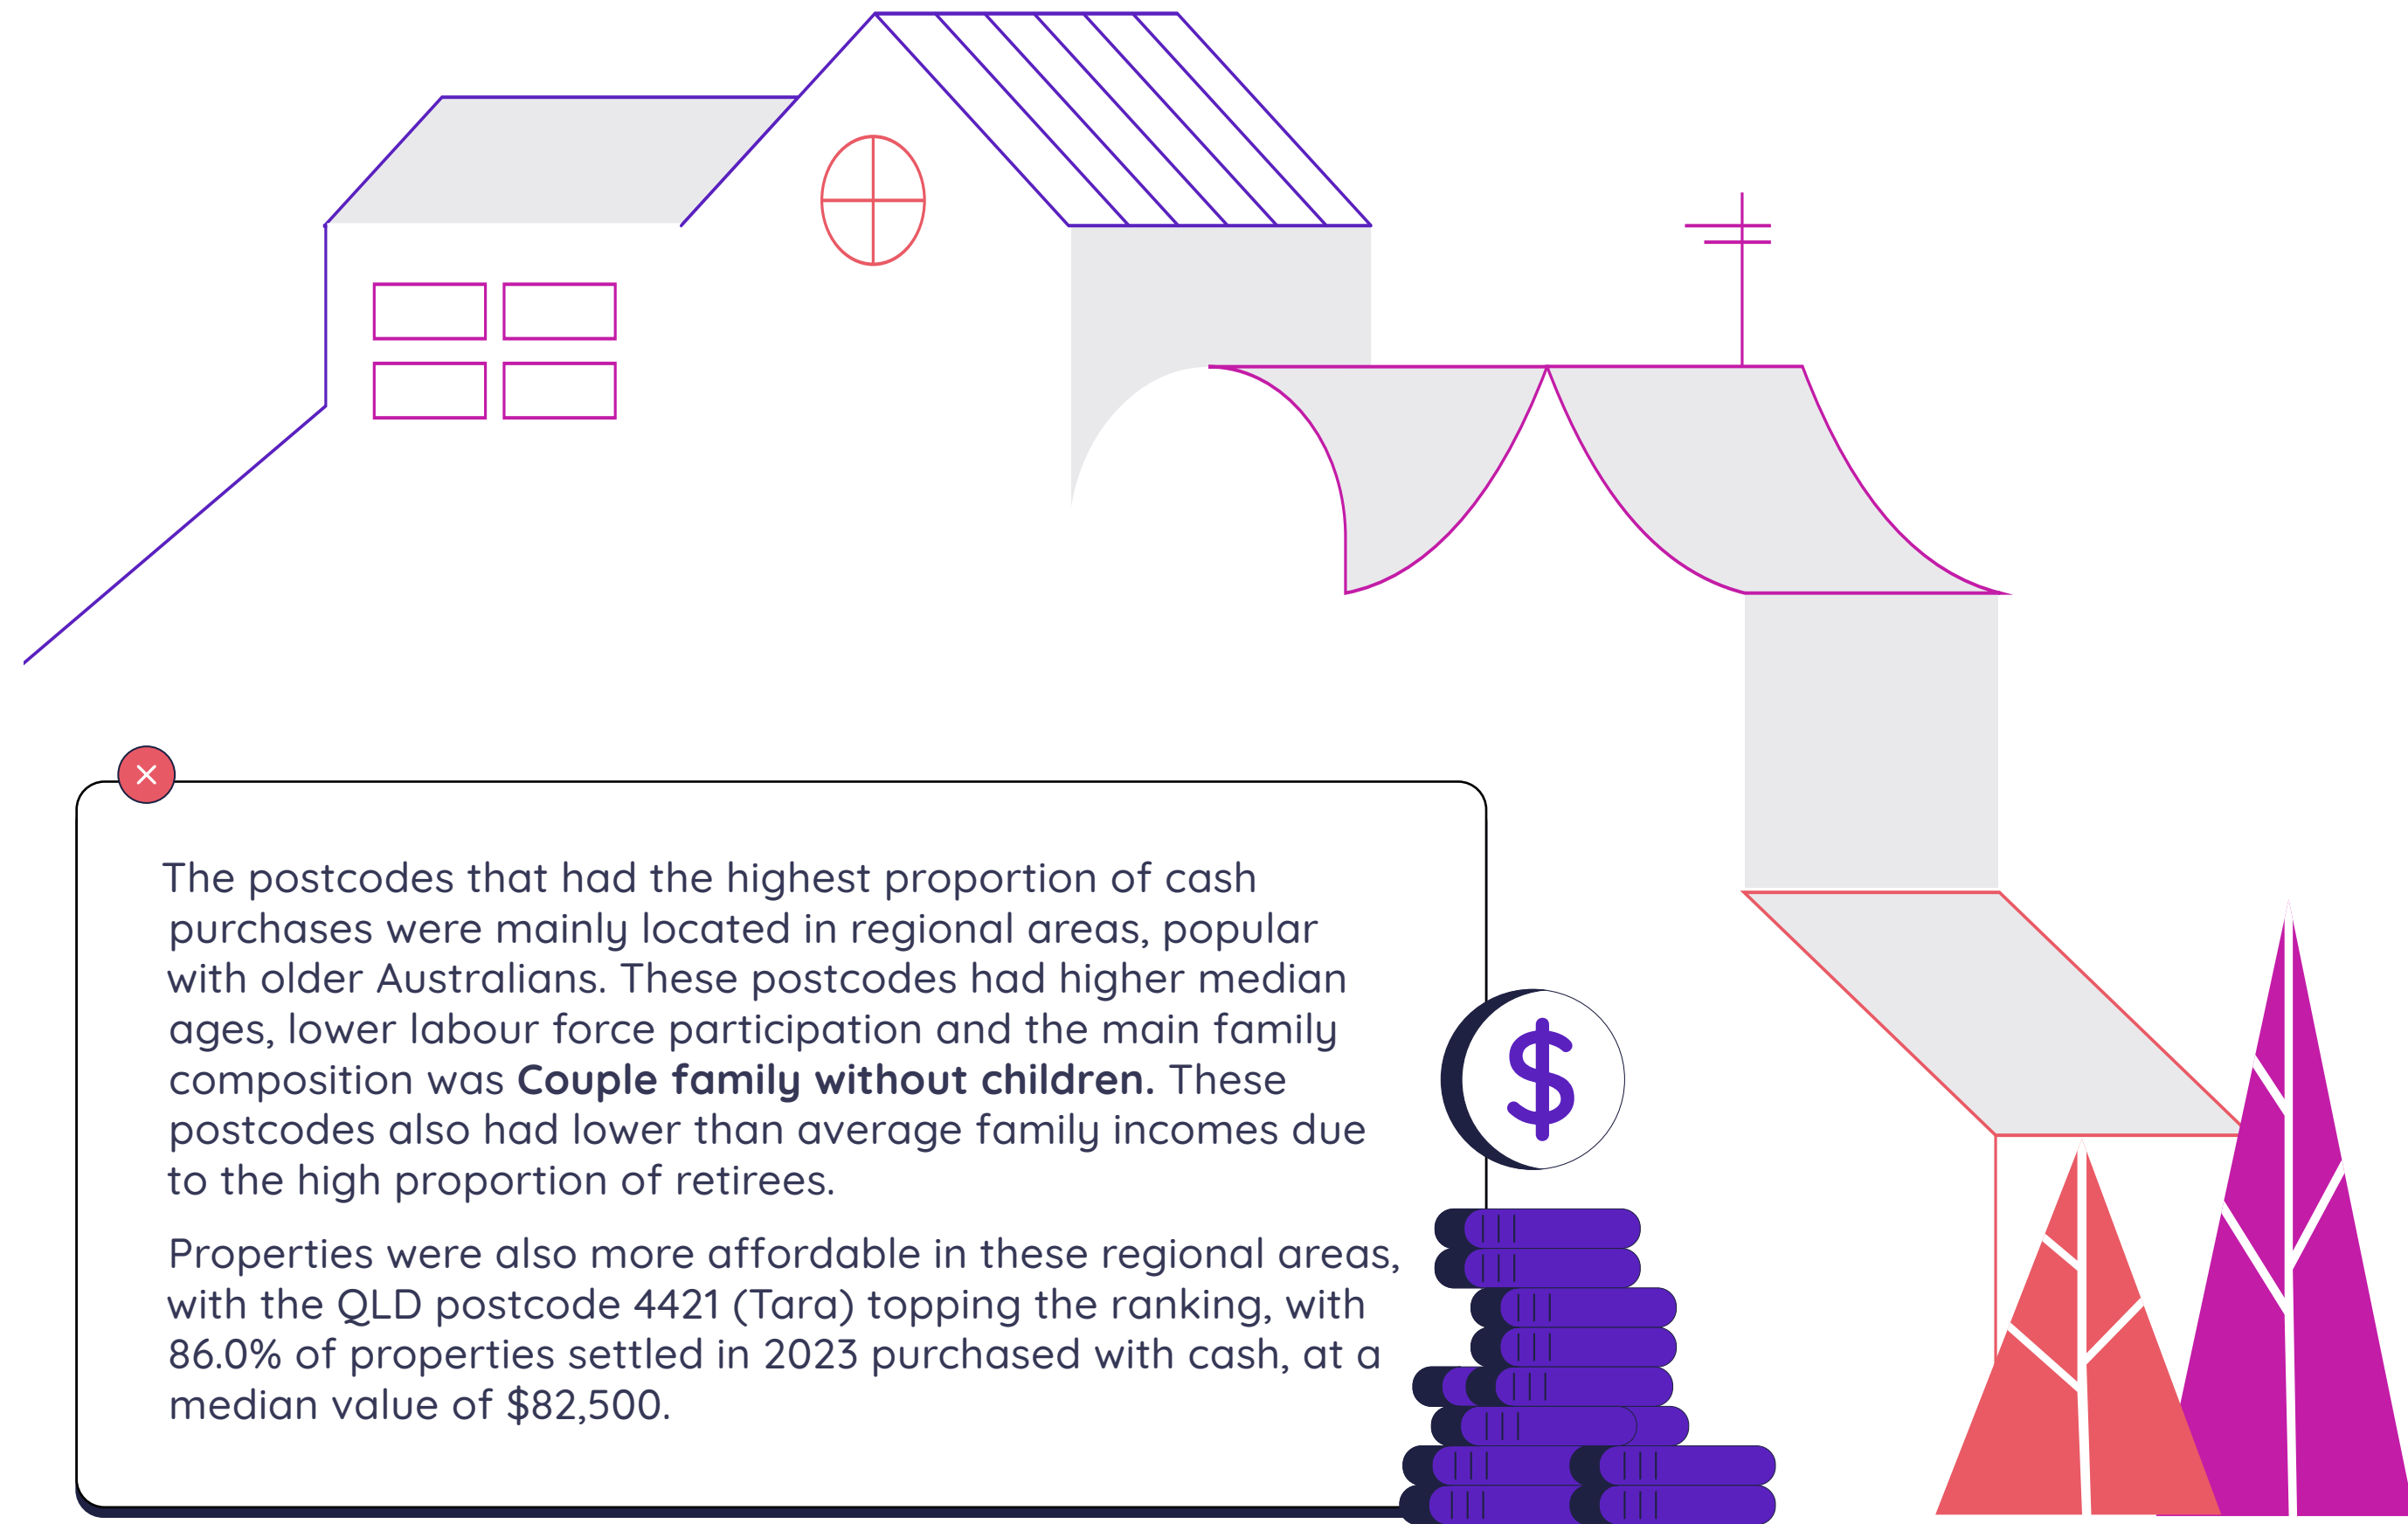 The postcodes that had the highest proportion of cash
purchases were mainly located in regional areas, popular
with older Australians. These postcodes had higher median
ages, lower labour force participation and the main family
composition was Couple family without children. These
postcodes also had lower than average family incomes due
to the high proportion of retirees.
Properties were also more affordable in these regional areas,
with the QLD postcode 4421 (Tara) topping the ranking, with
86.0% of properties settled in 2023 purchased with cash, at a
median value of $82,500.
$